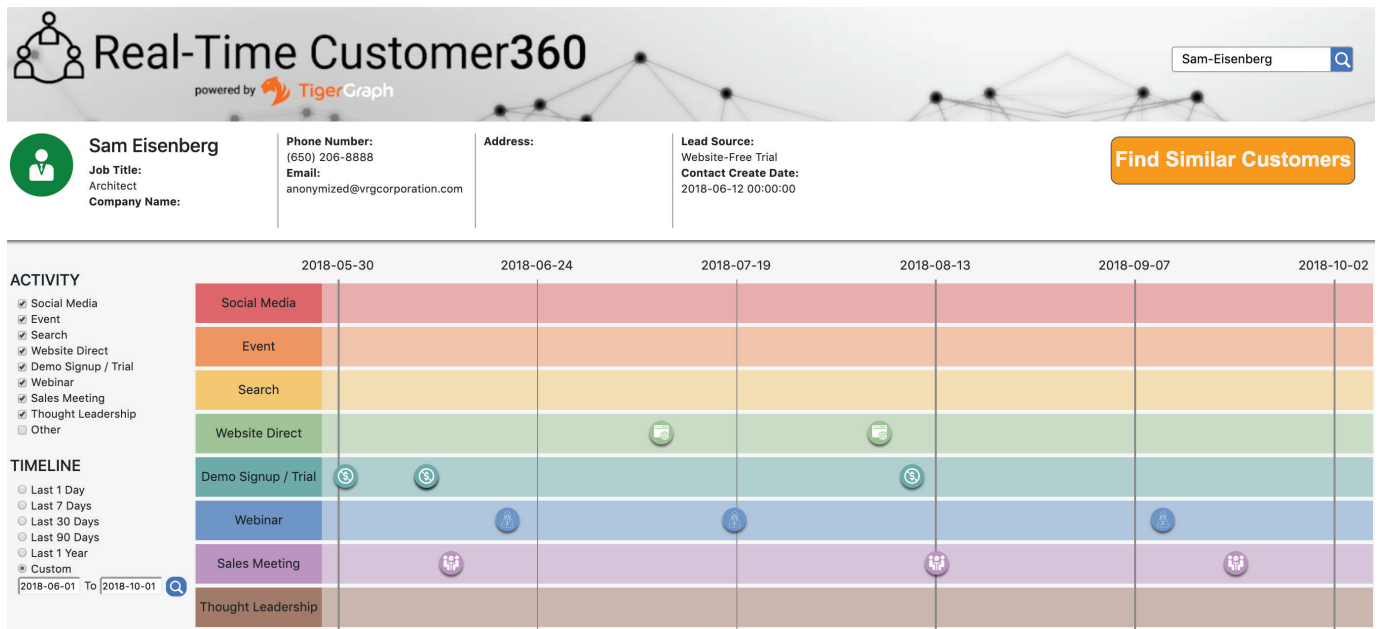 Real-Time Customer360
powered by TigerGraph
Sam-Eisenberg
Sam Eisenberg
Job Title:
Architect
Company Name:
Phone Number:
(650) 206-8888
Email:
anonymized@vrgcorporation.com
Address:
Lead Source:
Website-Free Trial
Contact Create Date:
2018-06-12 00:00:00
Find Similar Customers
ACTIVITY
Social Media
Event
Search
Website Direct
Demo Signup / Trial
Webinar
Sales Meeting
Thought Leadership
Other
TIMELINE
Last 1 Day
Last 7 Days
Last 30 Days
Last 90 Days
Last 1 Year
Custom
2018-06-01 To 2018-10-01
2018-05-30 2018-06-24 2018-07-19 2018-08-13 2018-09-07 2018-10-02
Social Media
Event
Search
Website Direct
Demo Signup / Trial
Webinar
Sales Meeting
Thought Leadership